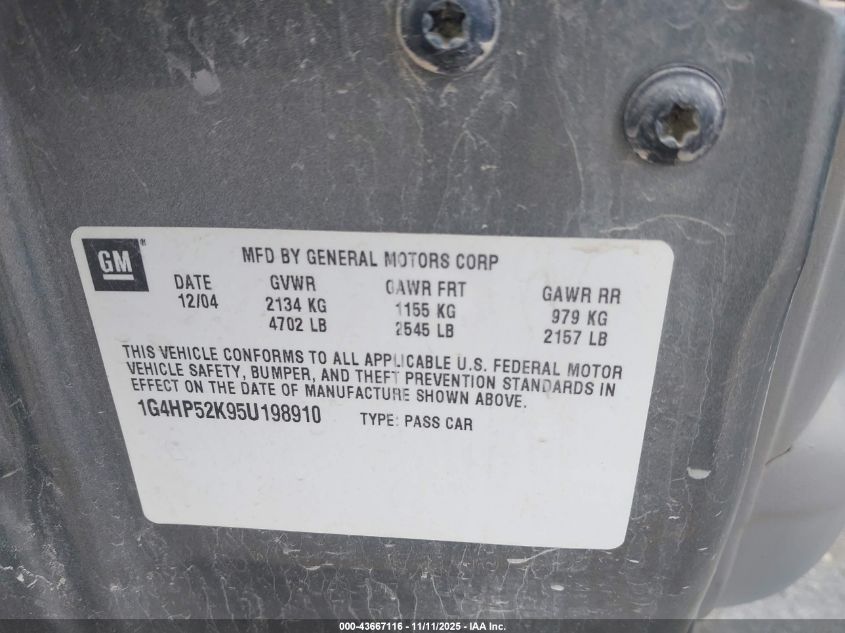 GM
®
MFD BY GENERAL MOTORS CORP
DATE GVWR GAWR FRT GAWR RR
12/04 2134 KG 1155 KG 979 KG
4702 LB 2545 LB 2157 LB
THIS VEHICLE CONFORMS TO ALL APPLICABLE U.S. FEDERAL MOTOR
VEHICLE SAFETY, BUMPER, AND THEFT PREVENTION STANDARDS IN
EFFECT ON THE DATE OF MANUFACTURE SHOWN ABOVE.
1G4HP52K95U198910 TYPE: PASS CAR
000-43667116 - 11/11/2025 - IAA Inc.